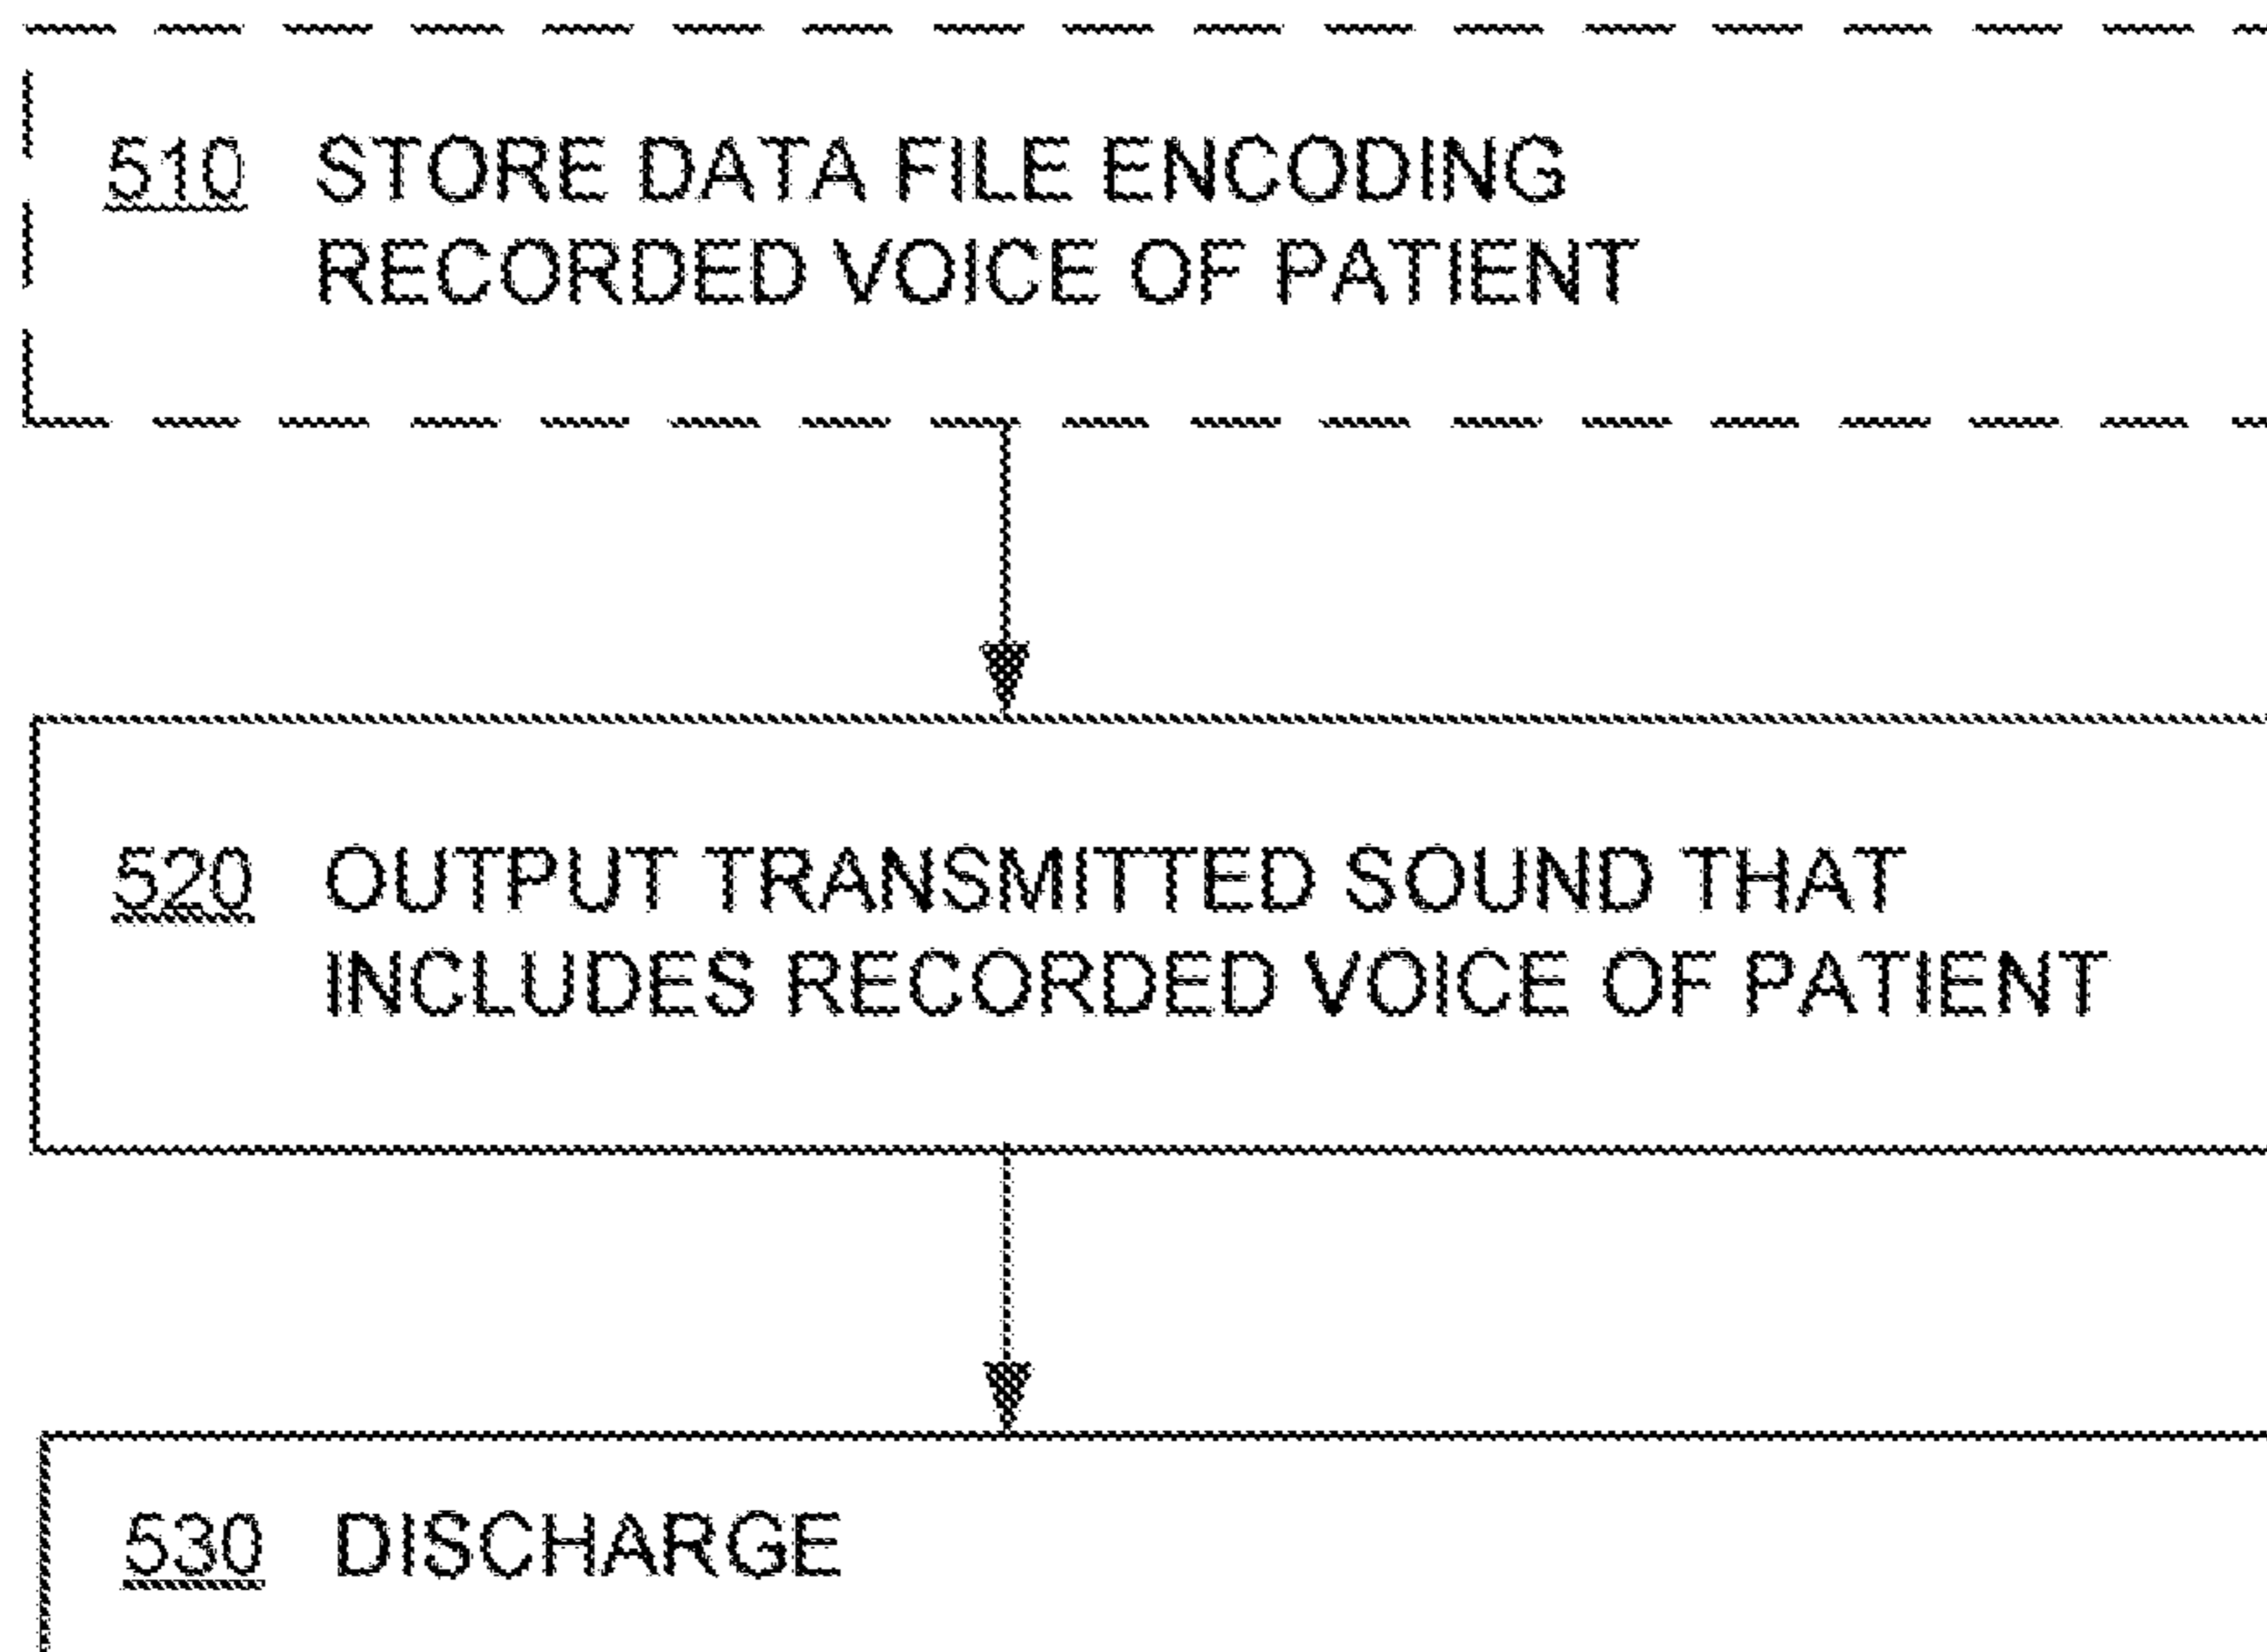 510 STORE DATA FILE ENCODING
RECORDED VOICE OF PATIENT
520 OUTPUT TRANSMITTED SOUND THAT
INCLUDES RECORDED VOICE OF PATIENT
530 DISCHARGE